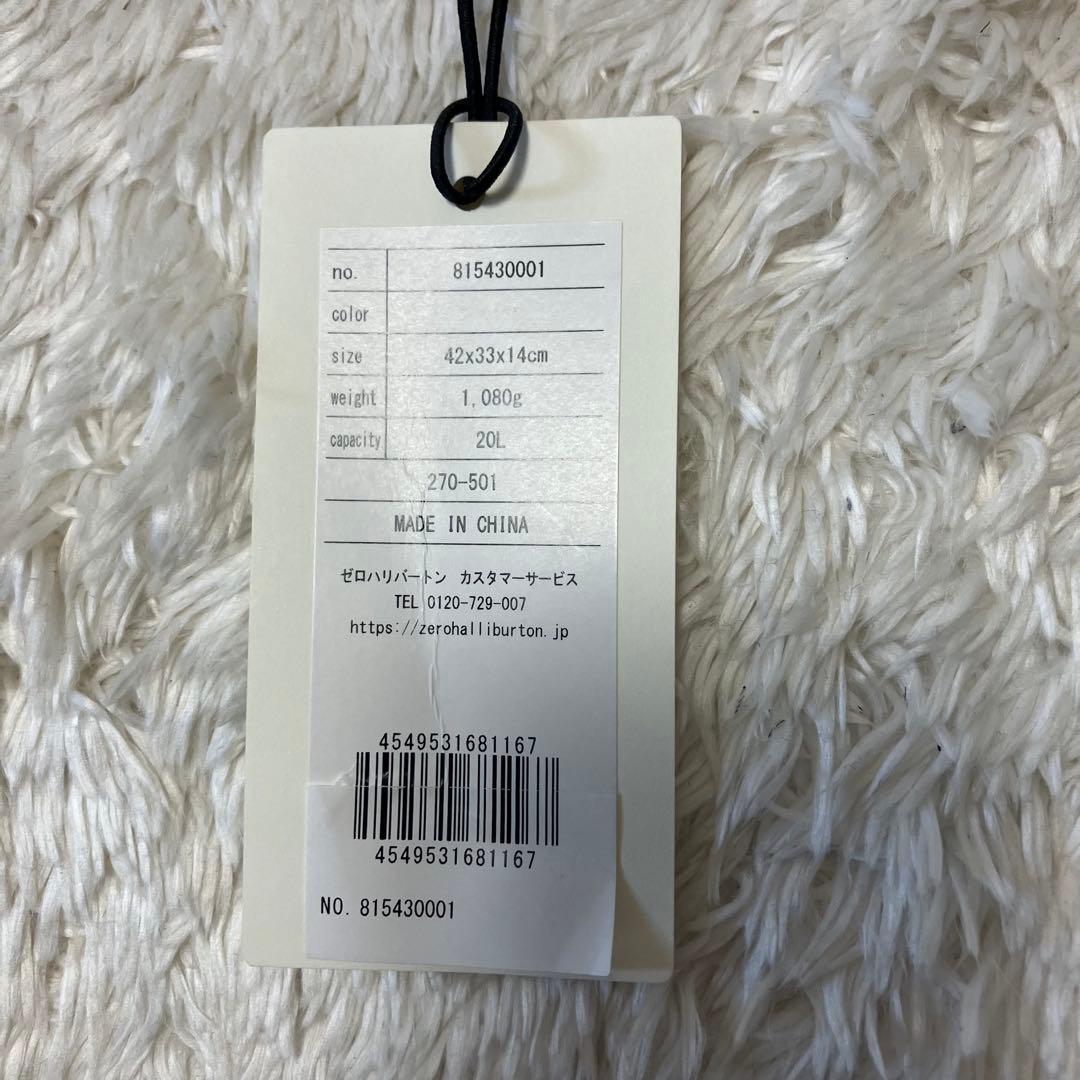 no. 815430001
color
size 42x33x14cm
weight 1,080g
capacity 20L
270-501
MADE IN CHINA
ゼロハリバートン カスタマーサービス
TEL 0120-729-007
https://zerohalliburton.jp
4549531681167
4549531681167
NO. 815430001